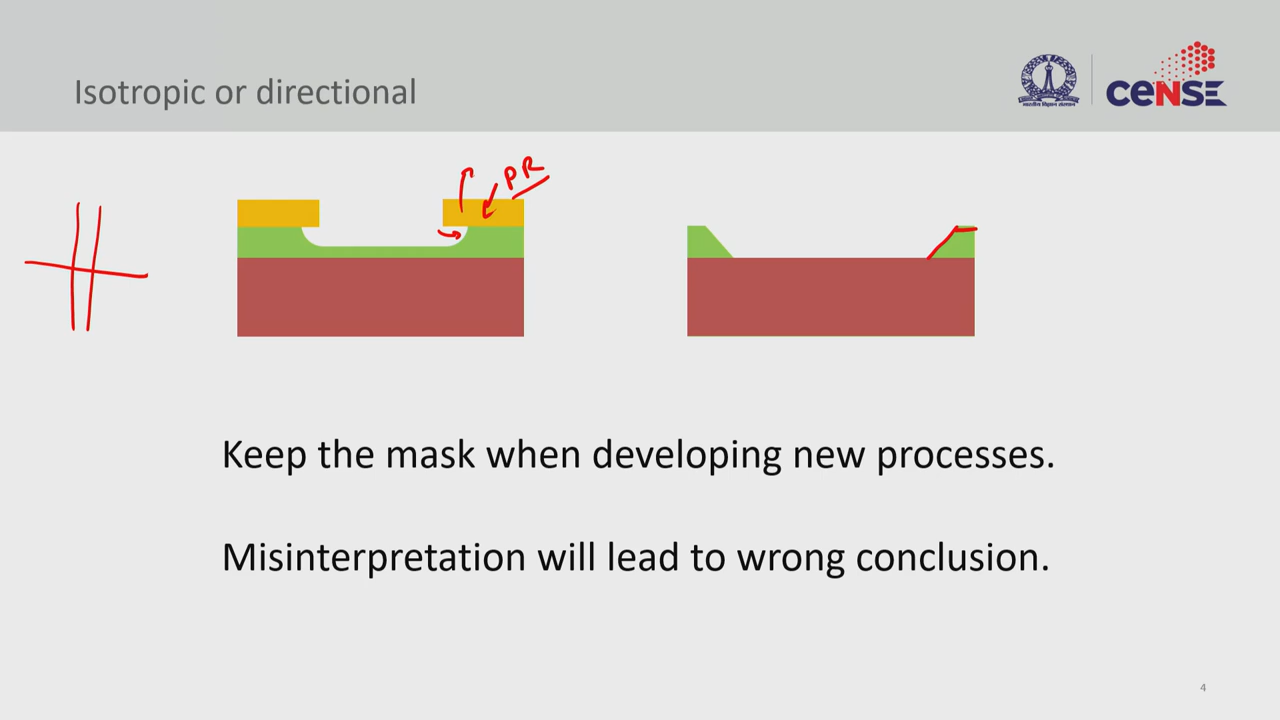 Isotropic or directional
ceNSE
PR
Keep the mask when developing new processes.
Misinterpretation will lead to wrong conclusion.
4